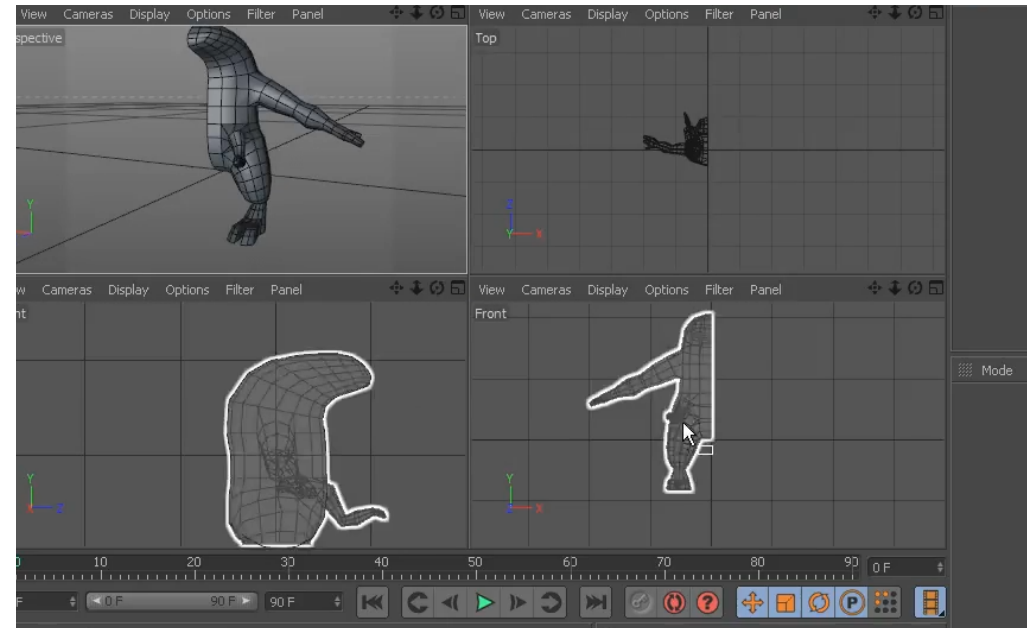 View Cameras Display Options Filter Panel
View Cameras Display Options Filter Panel
spective
Top
Y
Z
Y X
w Cameras Display Options Filter Panel
View Cameras Display Options Filter Panel
ht
Front
Mode
Y
X Z
Y
Z X
0 10 20 30 40 50 60 70 80 90
0 F
F
0 F 90 F
90 F
?
P